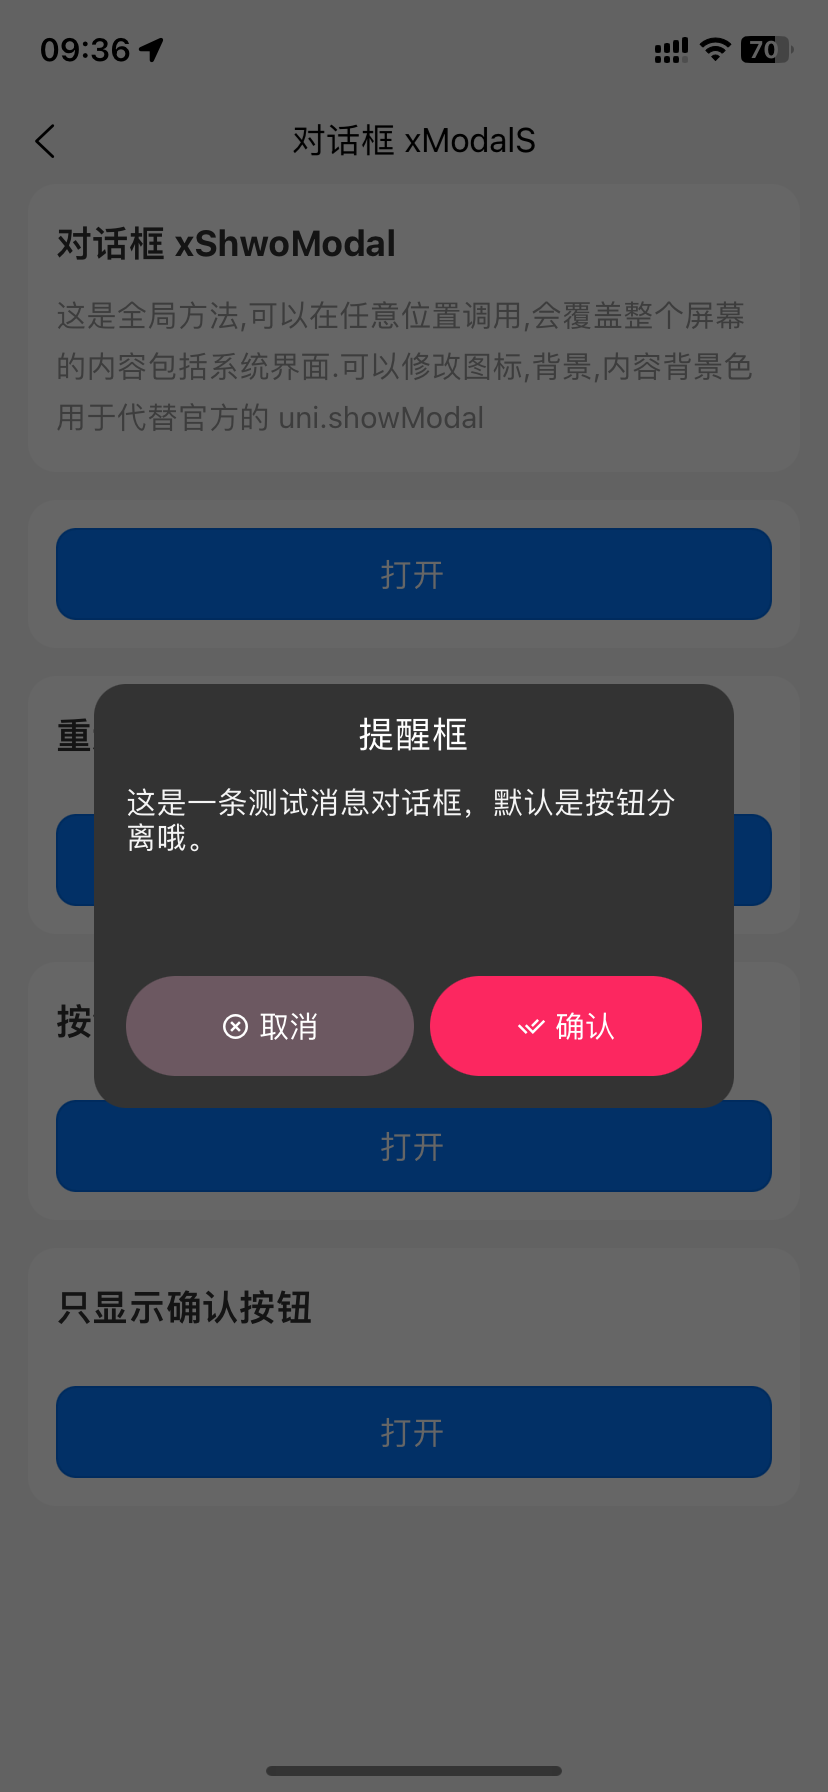 09:36
70
对话框 xModalS
对话框 xShwoModal
这是全局方法,可以在任意位置调用,会覆盖整个屏幕
的内容包括系统界面.可以修改图标,背景,内容背景色
用于代替官方的 uni.showModal
打开
重
提醒框
这是一条测试消息对话框，默认是按钮分
离哦。
取消
确认
按
打开
只显示确认按钮
打开